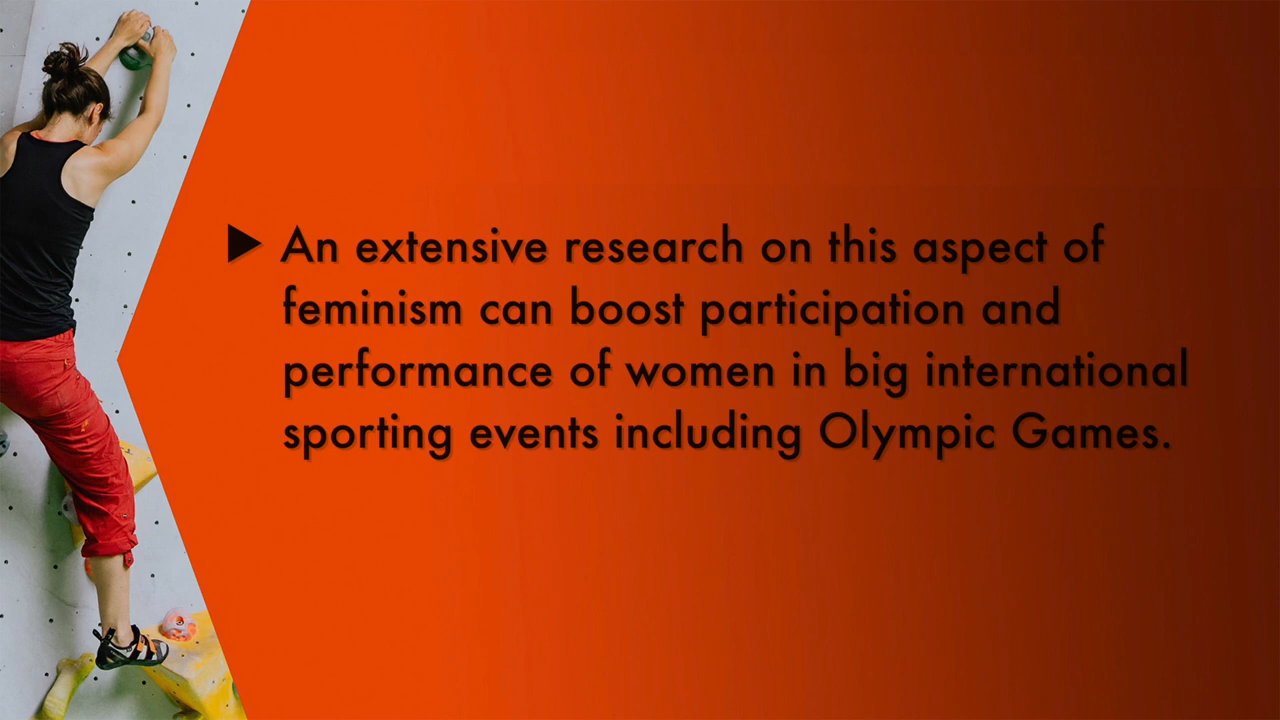 ▶ An extensive research on this aspect of
feminism can boost participation and
performance of women in big international
sporting events including Olympic Games.